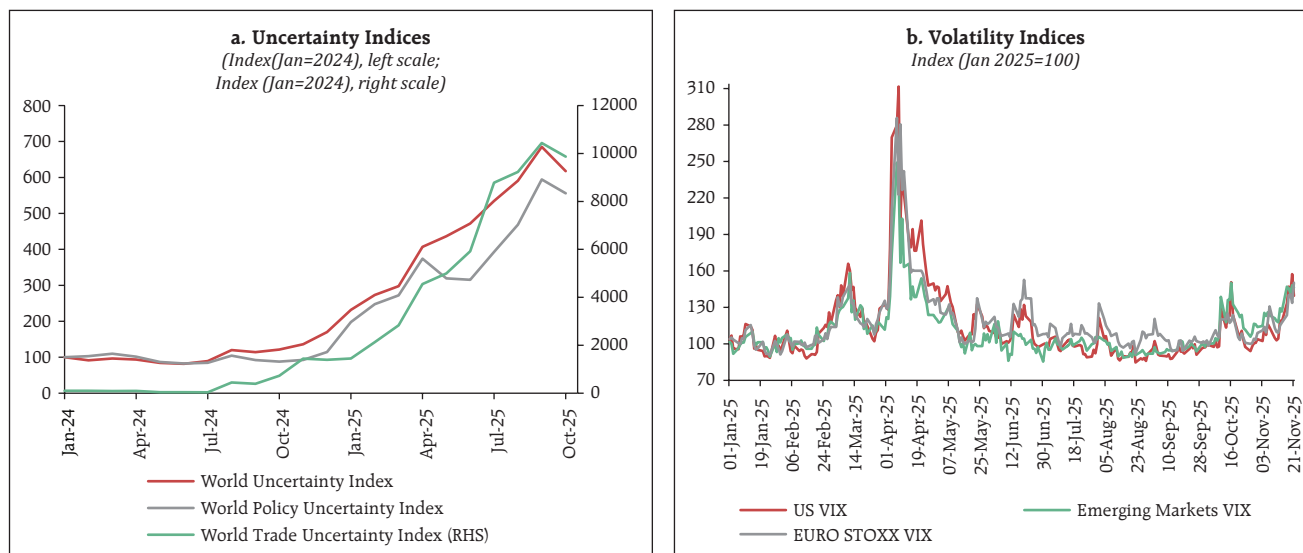 a. Uncertainty Indices
(Index(Jan=2024), left scale;
Index (Jan=2024), right scale)
800
700
600
500
400
300
200
100
0
12000
10000
8000
6000
4000
2000
0
Jan-24
Apr-24
Jul-24
Oct-24
Jan-25
Apr-25
Jul-25
Oct-25
World Uncertainty Index
World Policy Uncertainty Index
World Trade Uncertainty Index (RHS)
b. Volatility Indices
Index (Jan 2025=100)
310
270
230
190
150
110
70
01-Jan-25
19-Jan-25
06-Feb-25
24-Feb-25
14-Mar-25
01-Apr-25
19-Apr-25
07-May-25
25-May-25
12-Jun-25
30-Jun-25
18-Jul-25
05-Aug-25
23-Aug-25
10-Sep-25
28-Sep-25
16-Oct-25
03-Nov-25
21-Nov-25
US VIX
Emerging Markets VIX
EURO STOXX VIX